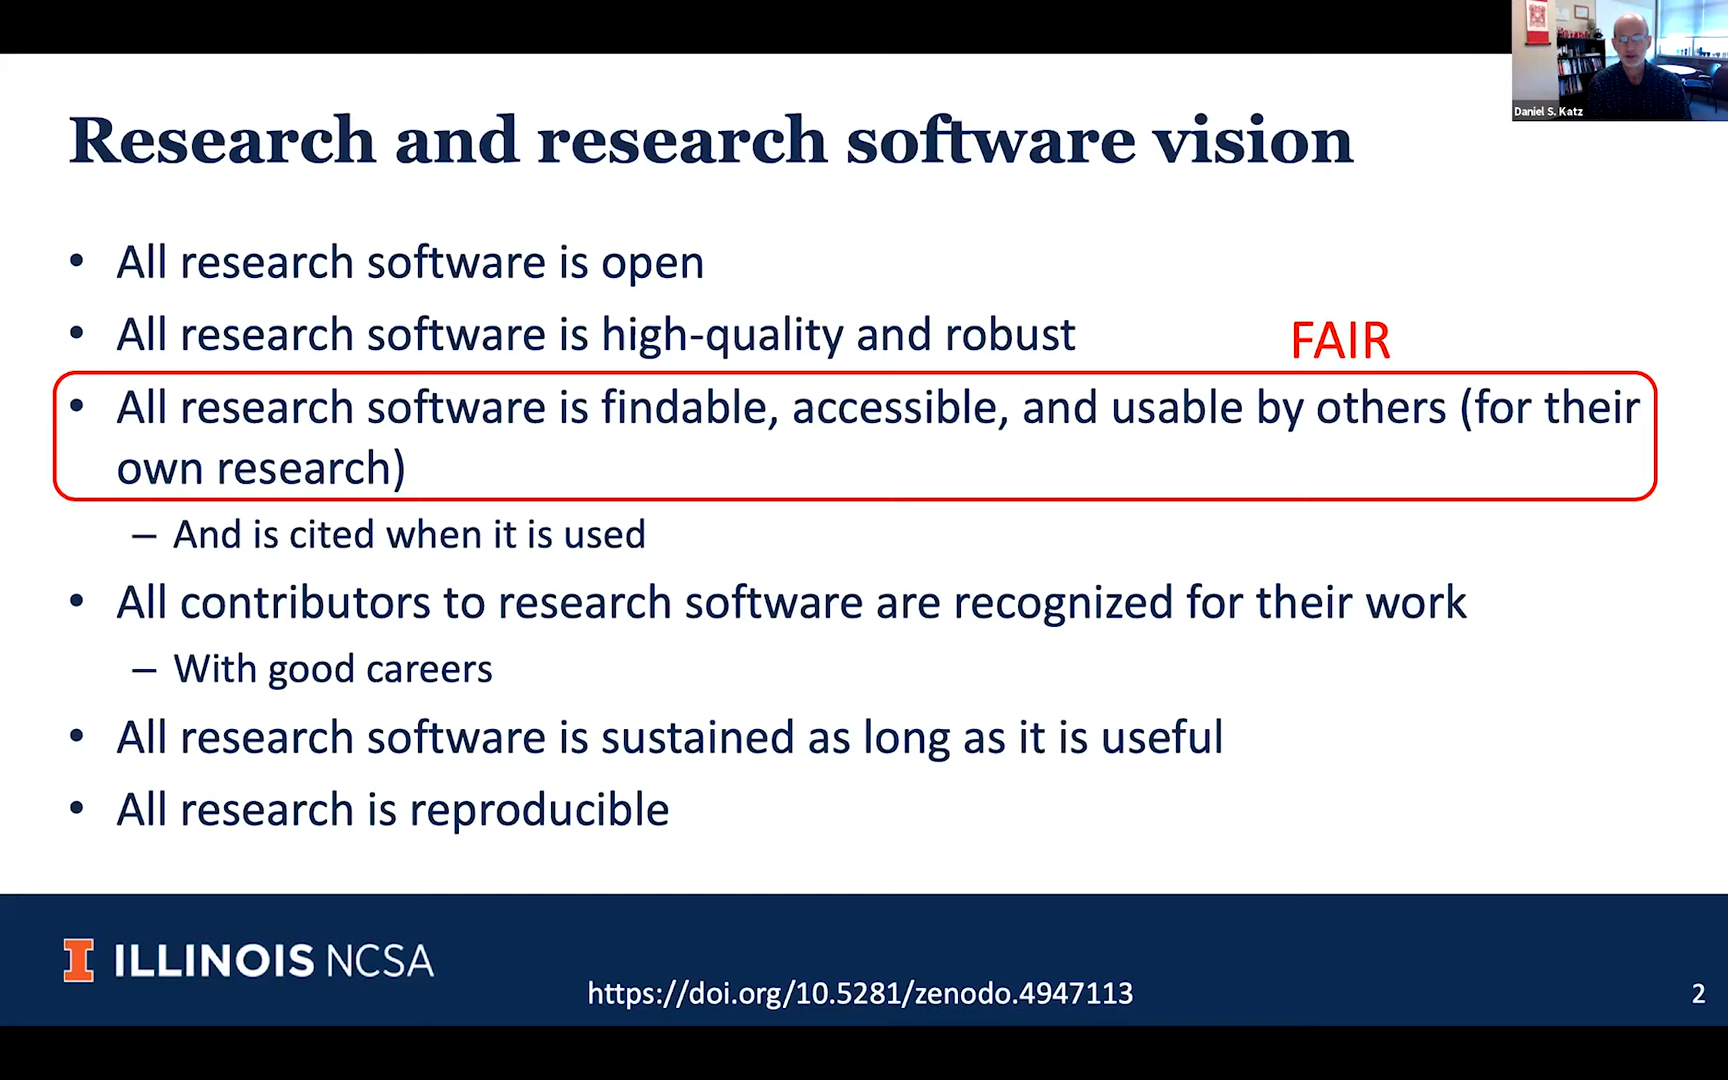 Daniel S. Katz
Research and research software vision
• All research software is open
• All research software is high-quality and robust
FAIR
• All research software is findable, accessible, and usable by others (for their
own research)
– And is cited when it is used
• All contributors to research software are recognized for their work
– With good careers
• All research software is sustained as long as it is useful
• All research is reproducible
I ILLINOIS NCSA
https://doi.org/10.5281/zenodo.4947113
2